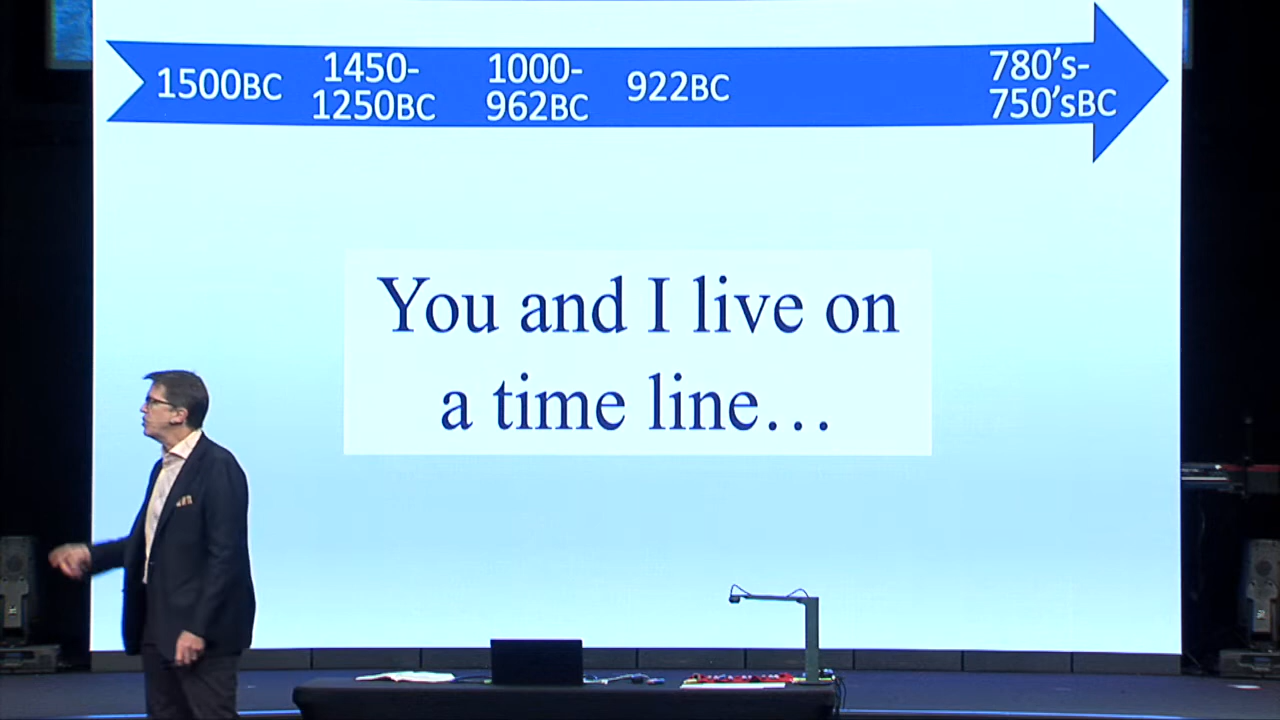 1500BC
1450-
1250BC
1000-
962BC
922BC
780's-
750'sBC
You and I live on
a time line…